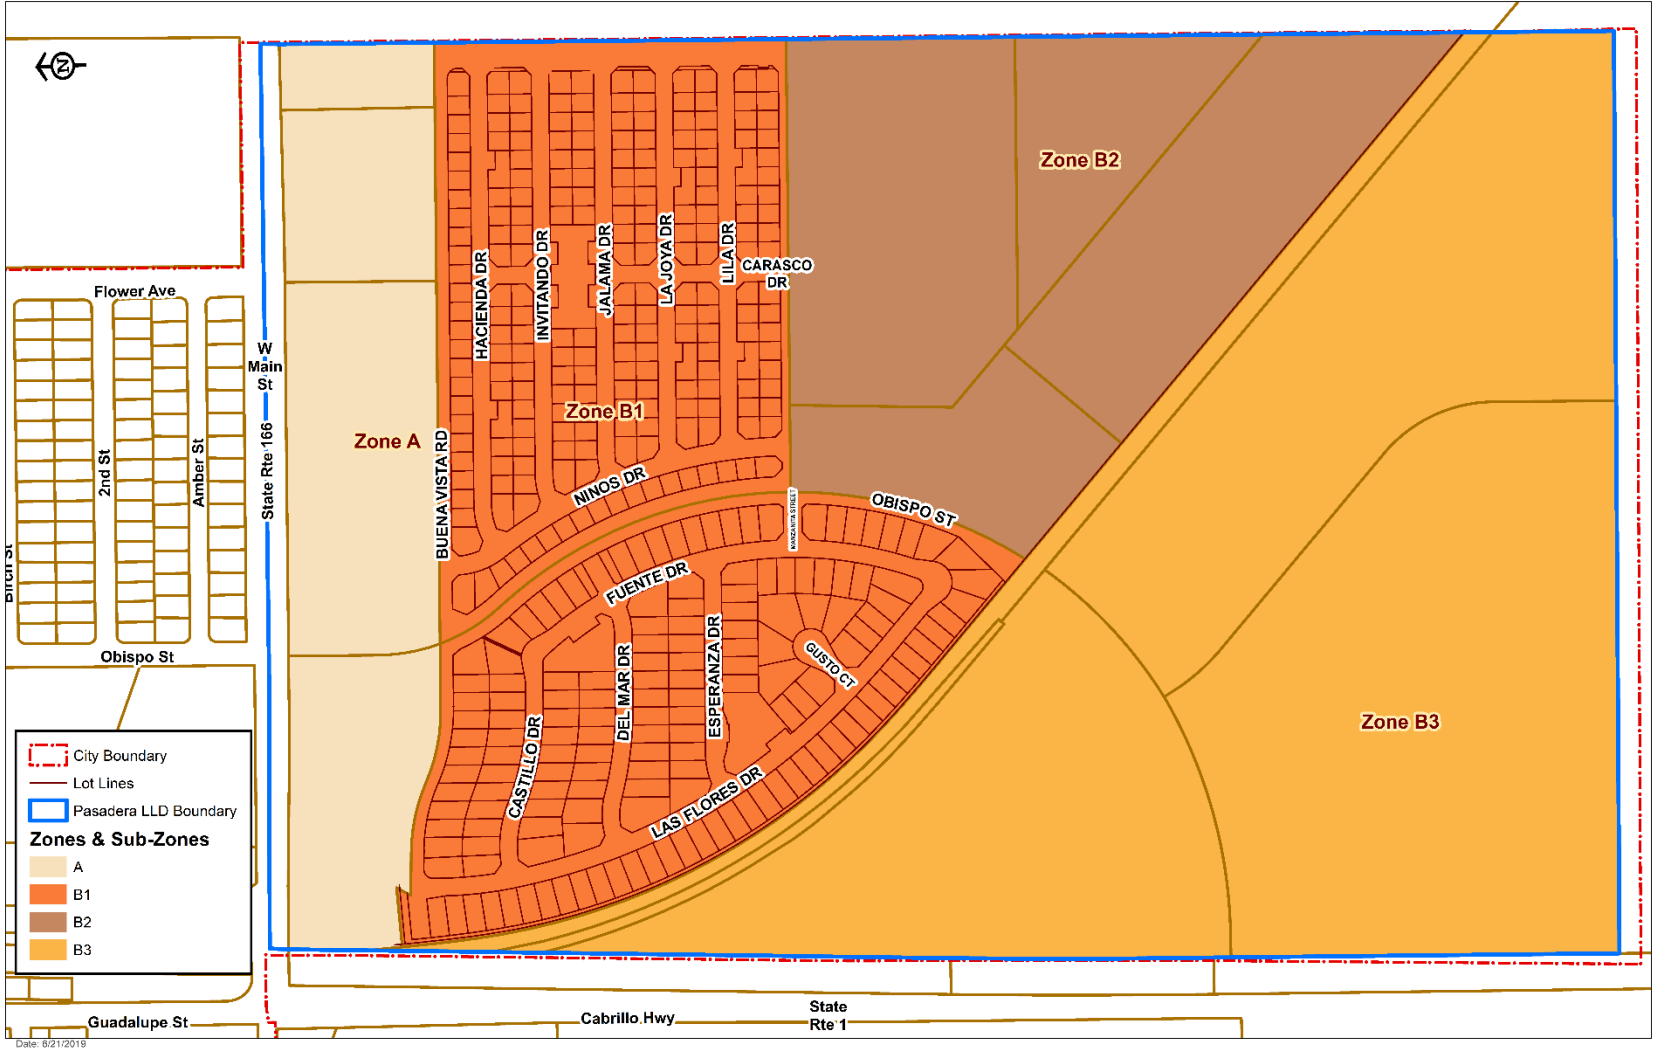 N
Zone B2
HACIENDA DR
INVITANDO DR
JALAMA DR
LA JOYA DR
LILA DR
CARASCO
DR
Flower Ave
W
Main
St
State Rte 166
2nd St
Amber St
Birch St
Zone A
Zone B1
BUENA VISTA RD
NINOS DR
MANZANITA STREET
OBISPO ST
FUENTE DR
DEL MAR DR
ESPERANZA DR
GUSTO CT
CASTILLO DR
LAS FLORES DR
Obispo St
Zone B3
City Boundary
Lot Lines
Pasadera LLD Boundary
Zones & Sub-Zones
A
B1
B2
B3
Guadalupe St
Cabrillo Hwy
State
Rte 1
Date: 8/21/2019